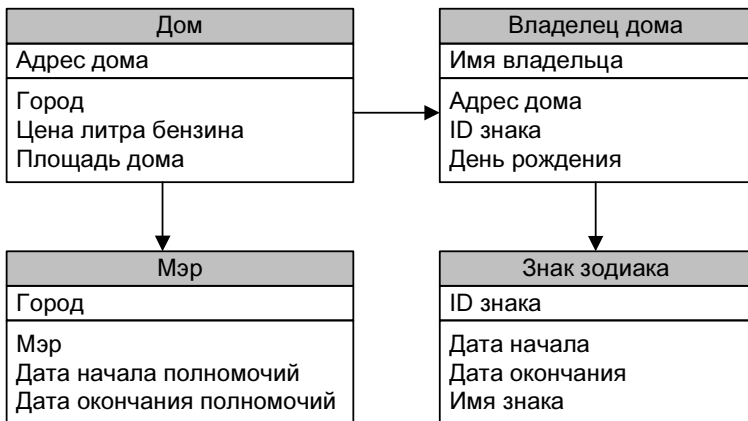 Дом
Адрес дома
Город
Цена литра бензина
Площадь дома
Владелец дома
Имя владельца
Адрес дома
ID знака
День рождения
Мэр
Город
Мэр
Дата начала полномочий
Дата окончания полномочий
Знак зодиака
ID знака
Дата начала
Дата окончания
Имя знака